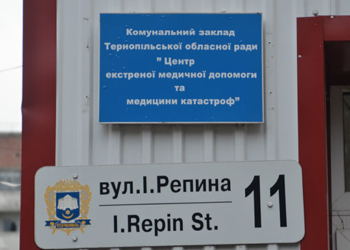 Комунальний заклад
Тернопільської обласної ради
" Центр
екстреної медичної допомоги
та
медицини катастроф"
вул.І.Репина
I.Repin St.
11